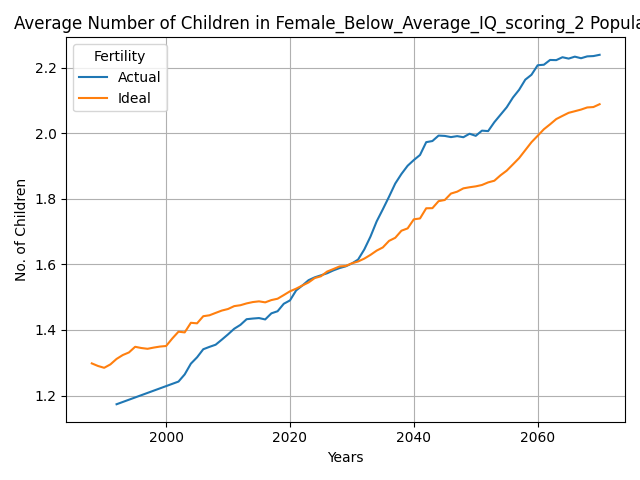 Average Number of Children in Female_Below_Average_IQ_scoring_2 Popula
Fertility
Actual
Ideal
No. of Children
2.2
2.0
1.8
1.6
1.4
1.2
2000 2020 2040 2060
Years